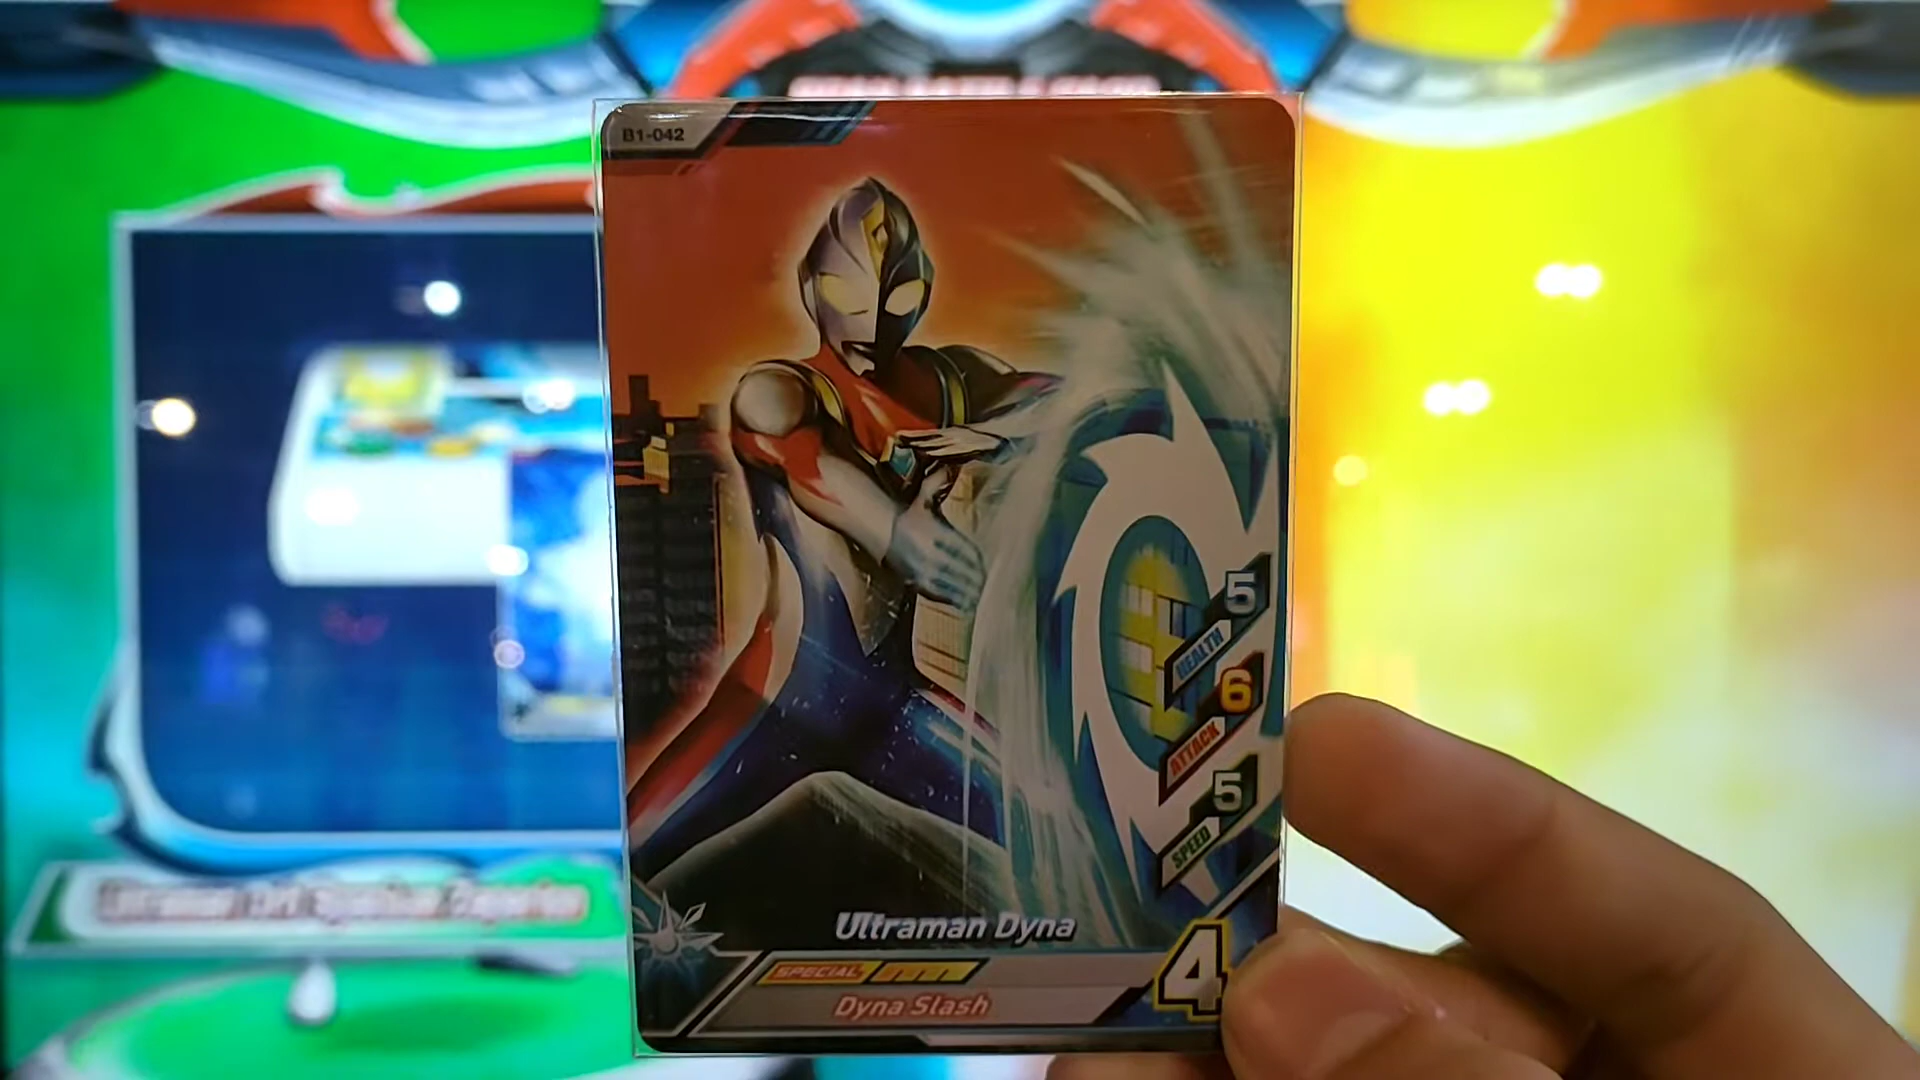 B1-042
5
HEALTH
6
ATTACK
5
SPEED
Ultraman Dyna
SPECIAL
4
Dyna Slash